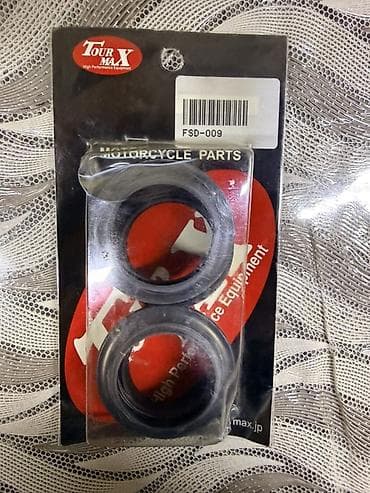 TOUR
MAX
High Performance Equipment
FSD-009
MOTORCYCLE PARTS
ce Equipment
High Perf
max.jp